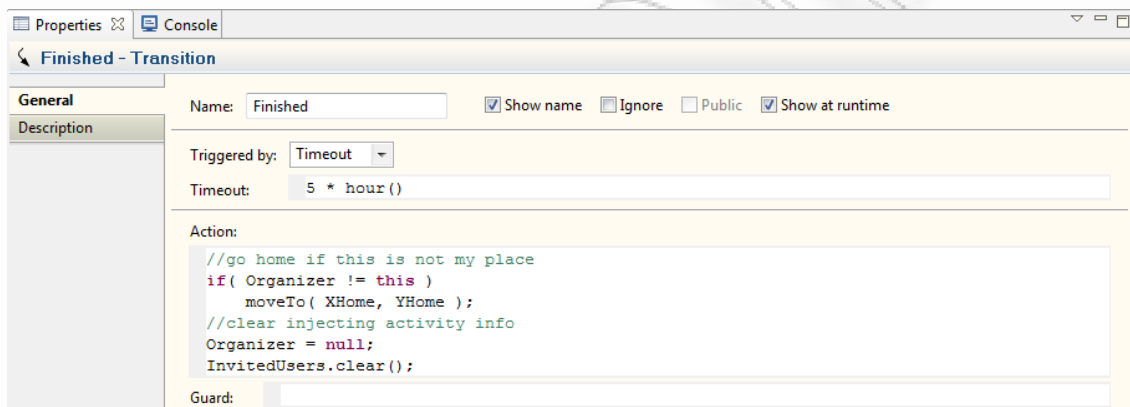 Properties Console
Finished - Transition
General
Description
Name: Finished Show name Ignore Public Show at runtime
Triggered by: Timeout
Timeout: 5 * hour()
Action:
//go home if this is not my place
if( Organizer != this )
    moveTo( XHome, YHome );
//clear injecting activity info
Organizer = null;
InvitedUsers.clear();
Guard: